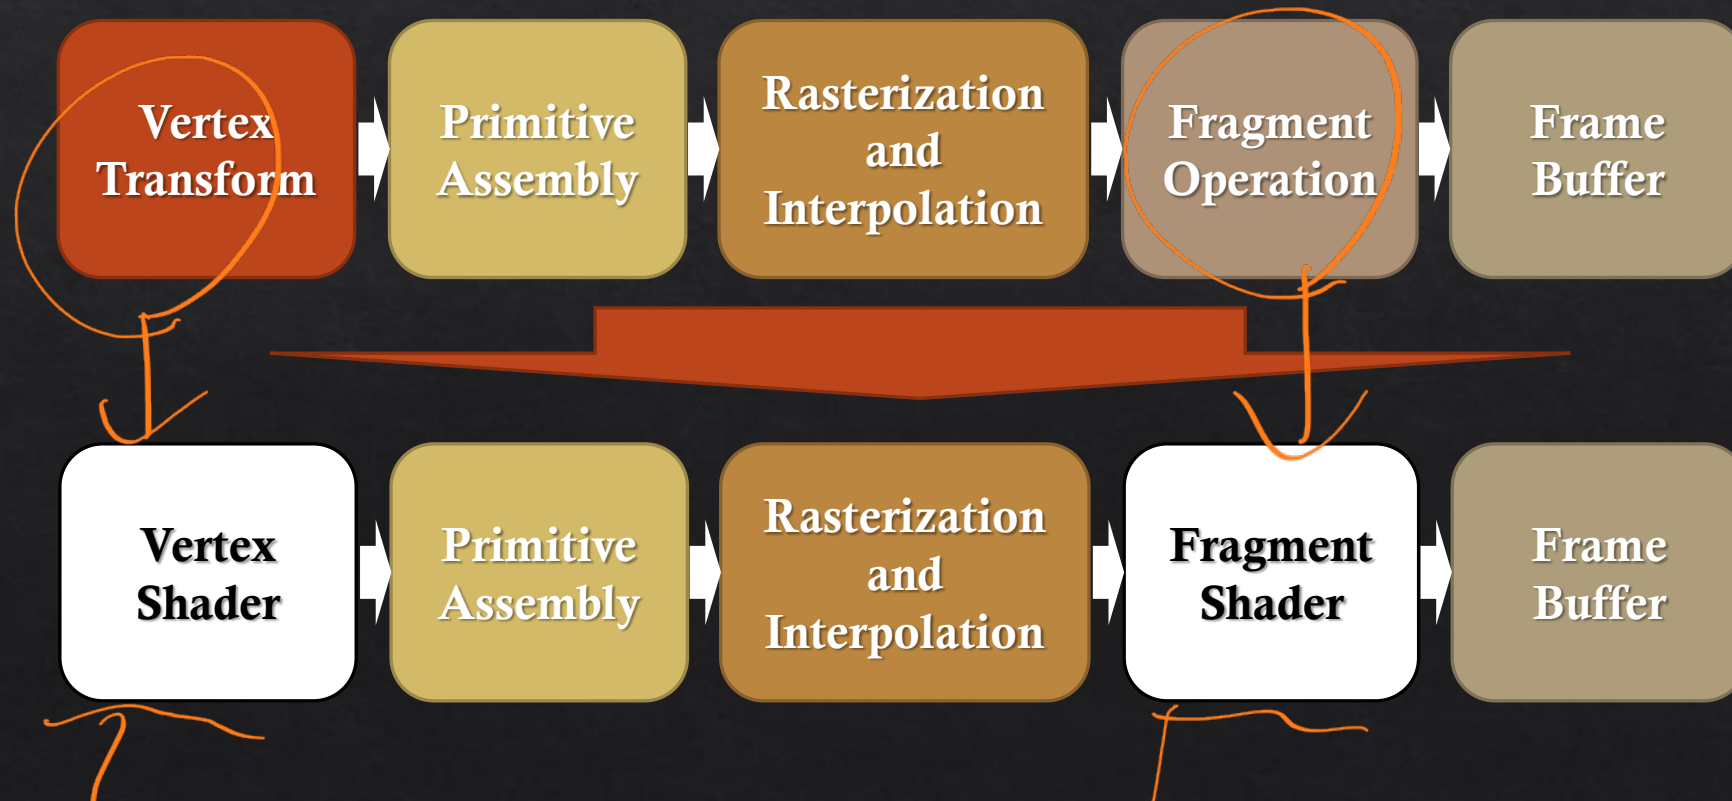 Vertex
Transform
Primitive
Assembly
Rasterization
and
Interpolation
Fragment
Operation
Frame
Buffer
Vertex
Shader
Primitive
Assembly
Rasterization
and
Interpolation
Fragment
Shader
Frame
Buffer